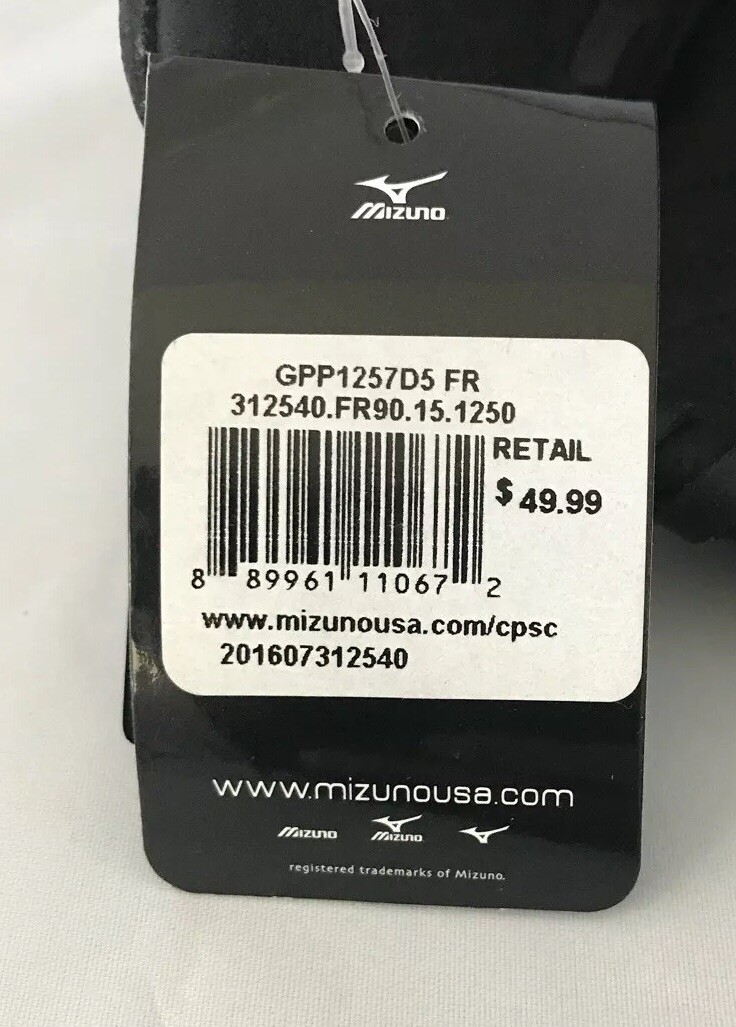 MIZUNO
GPP1257D5 FR
312540.FR90.15.1250
RETAIL
$ 49.99
8 89961 11067 2
www.mizunousa.com/cpsc
201607312540
www.mizunousa.com
MIZUNO MIZUNO
registered trademarks of Mizuno.